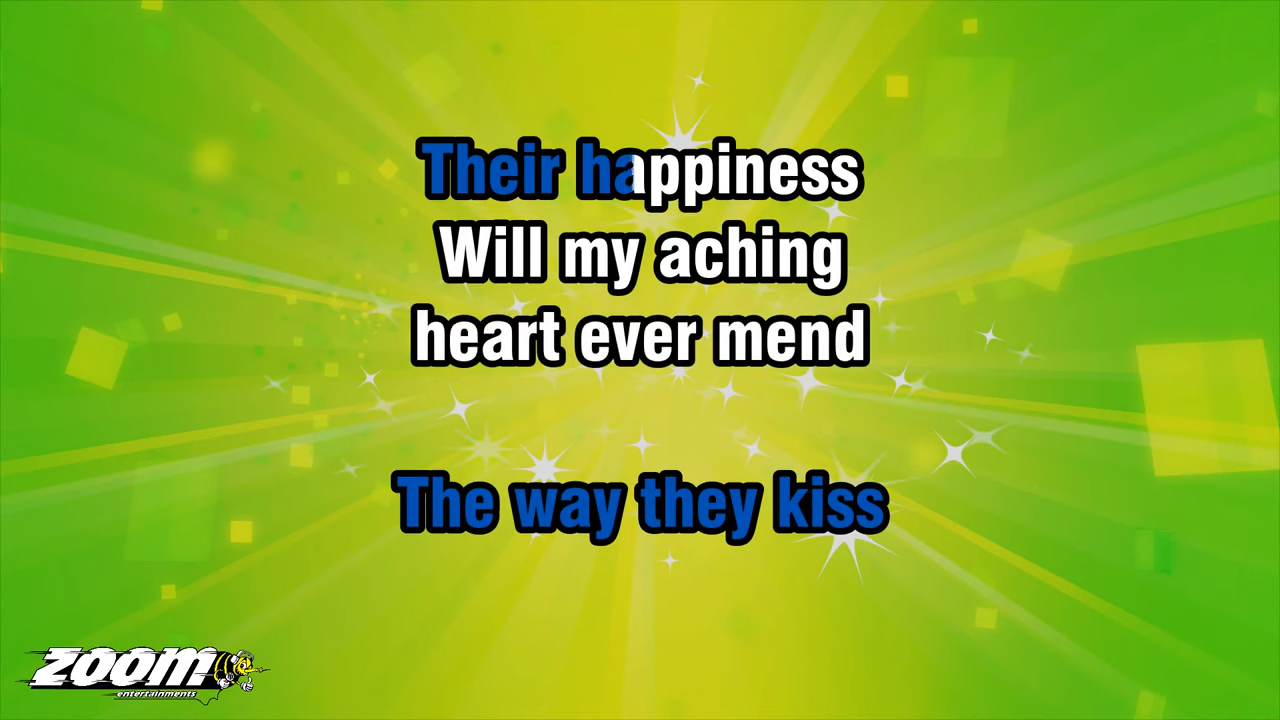 Their happiness
Will my aching
heart ever mend
The way they kiss
ZOOM
entertainments